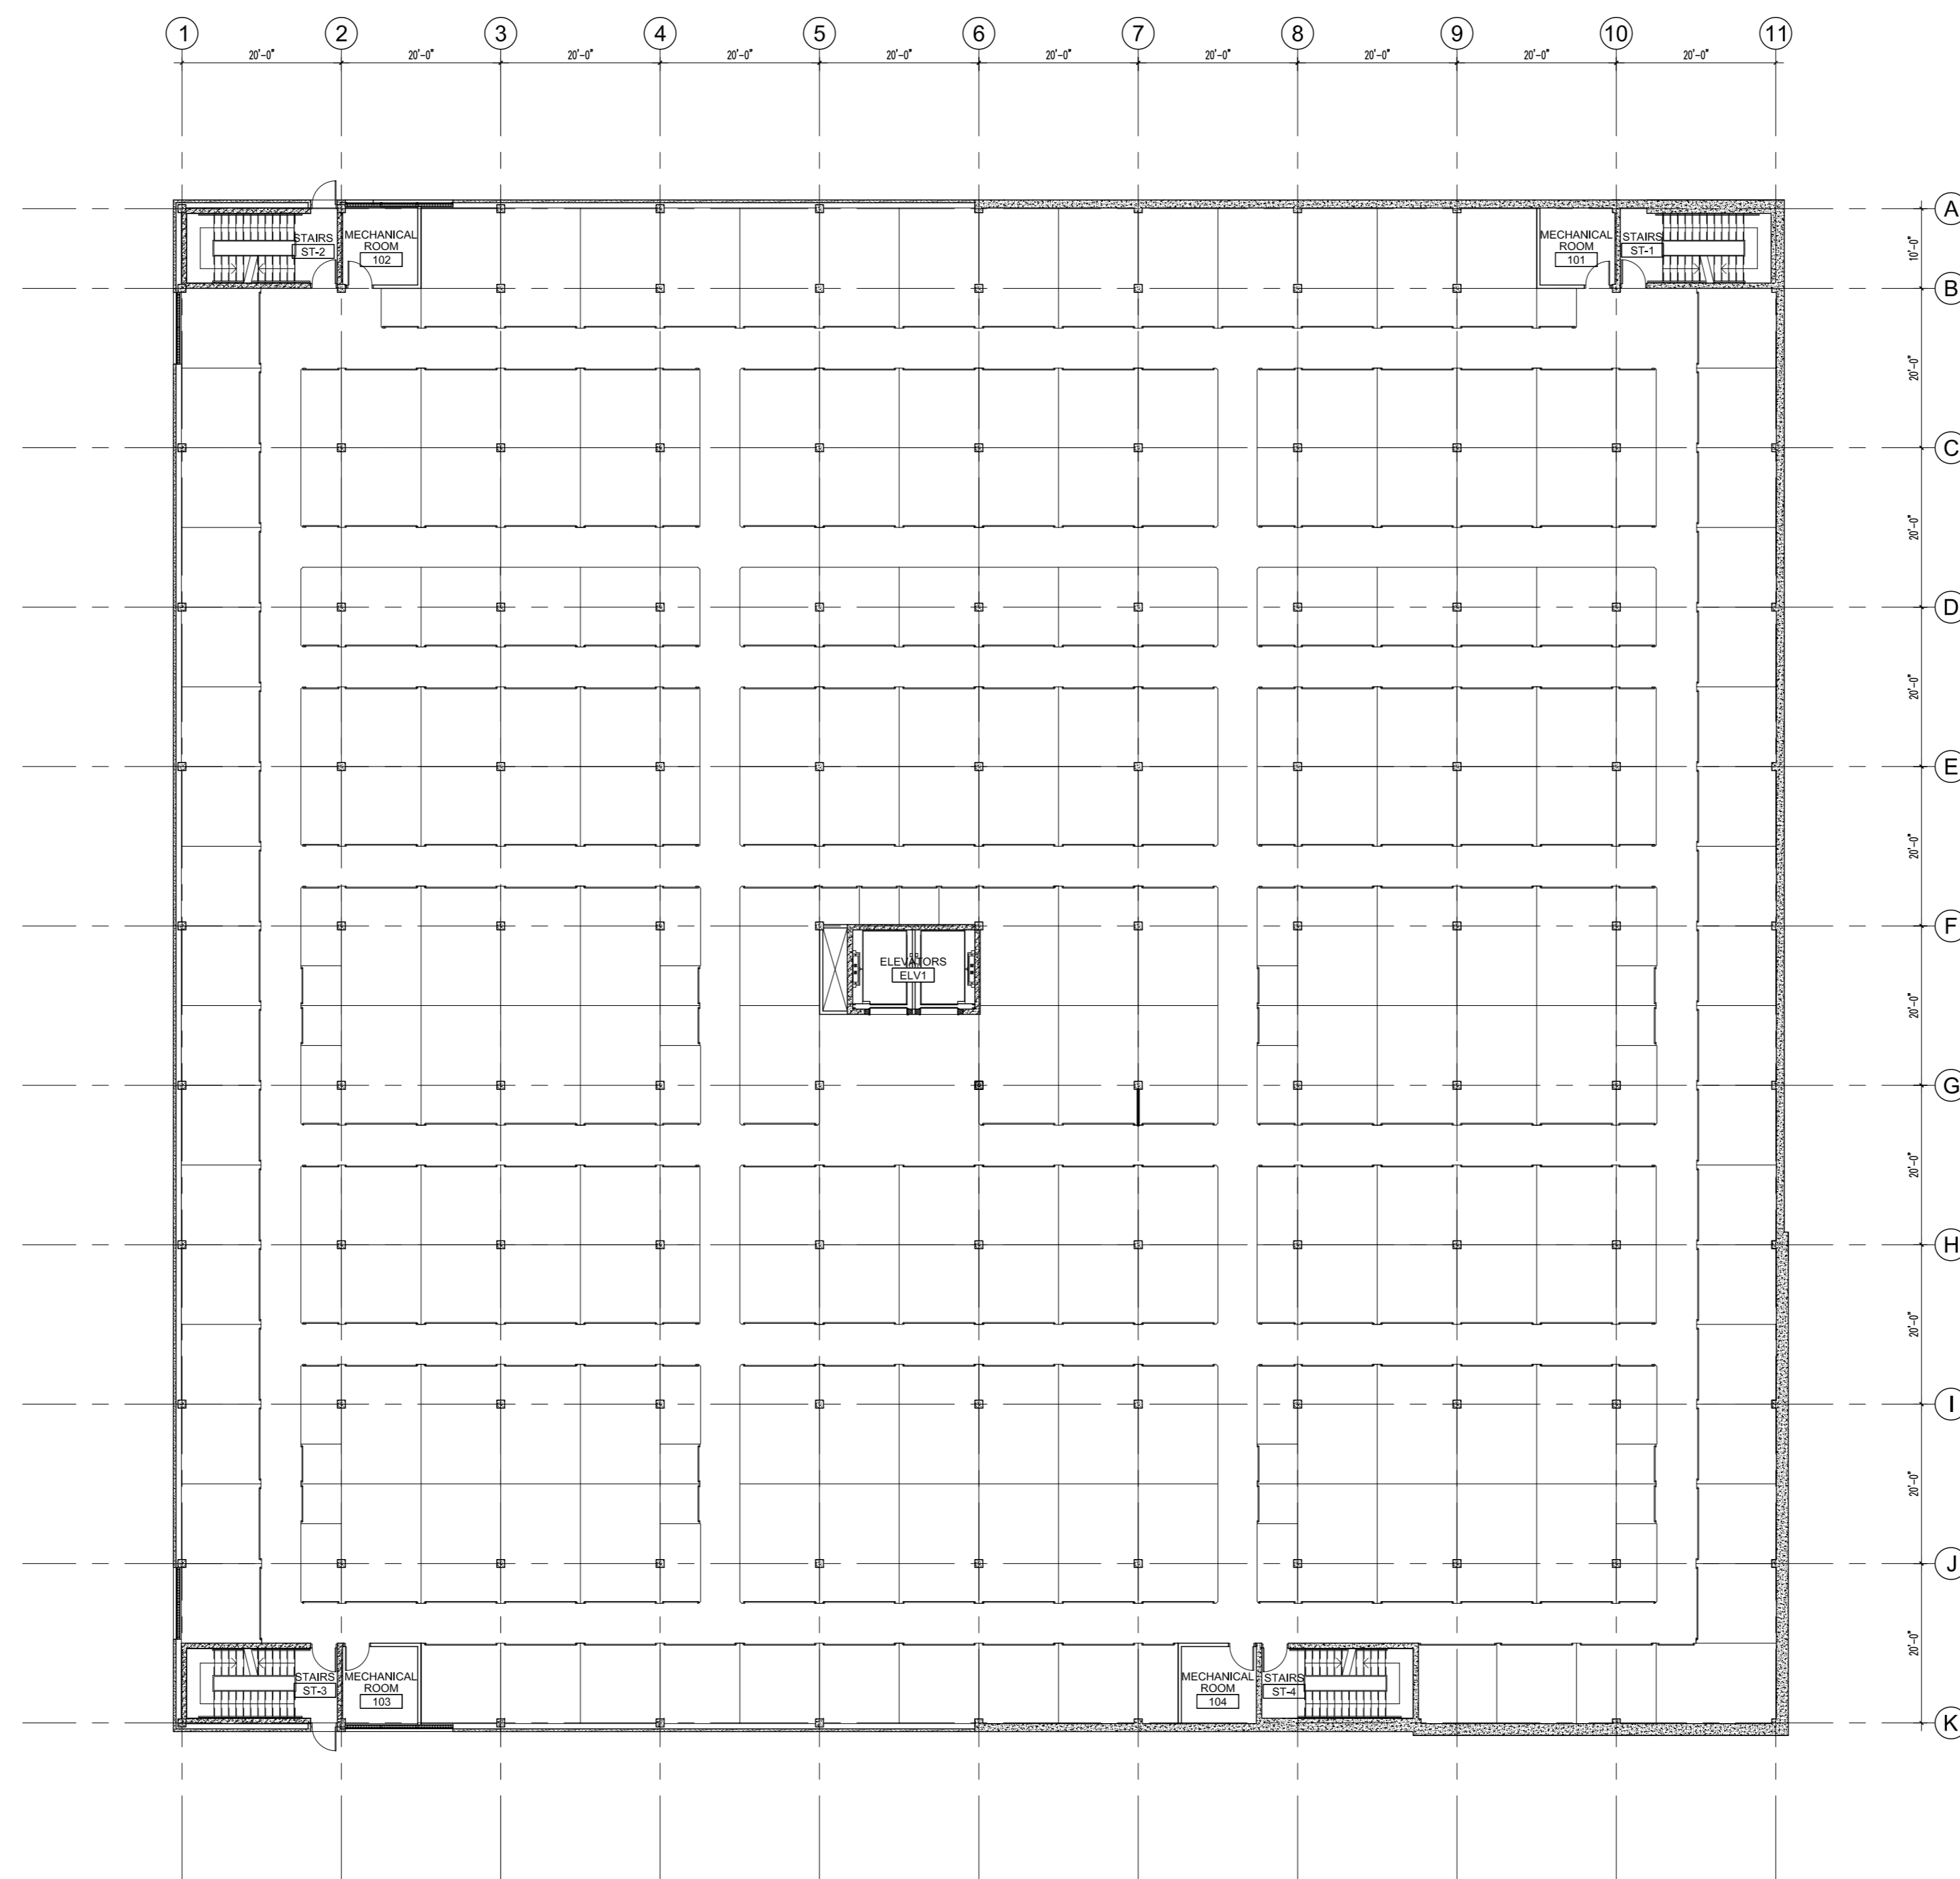 1 2 3 4 5 6 7 8 9 10 11
20'-0" 20'-0" 20'-0" 20'-0" 20'-0" 20'-0" 20'-0" 20'-0" 20'-0" 20'-0"
A
STAIRS
ST-2
MECHANICAL
ROOM
102
MECHANICAL
ROOM
101
STAIRS
ST-1
10'-0"
B
20'-0"
C
20'-0"
D
20'-0"
E
20'-0"
F
ELEVATORS
ELV1
20'-0"
G
20'-0"
H
20'-0"
I
20'-0"
J
20'-0"
STAIRS
ST-3
MECHANICAL
ROOM
103
MECHANICAL
ROOM
104
STAIRS
ST-4
K